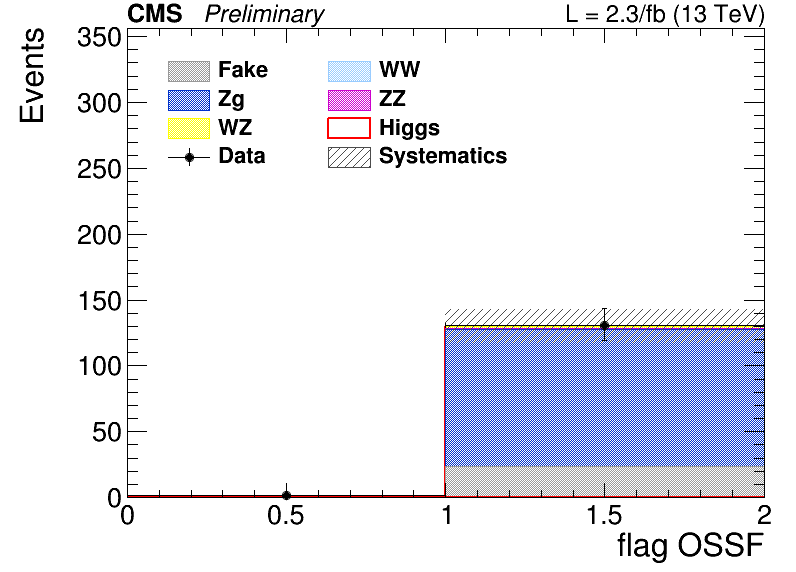 CMS Preliminary L = 2.3/fb (13 TeV)
Events
350
300
250
200
150
100
50
0
Fake WW
Zg ZZ
WZ Higgs
Data Systematics
0 0.5 1 1.5 2
flag OSSF